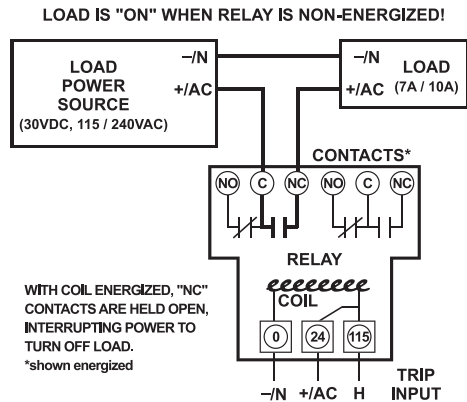 LOAD IS "ON" WHEN RELAY IS NON-ENERGIZED!
LOAD
POWER
SOURCE
(30VDC, 115 / 240VAC)
–/N
+/AC
–/N
+/AC
LOAD
(7A / 10A)
CONTACTS*
NO
C
NC
NO
C
NC
RELAY
COIL
WITH COIL ENERGIZED, "NC"
CONTACTS ARE HELD OPEN,
INTERRUPTING POWER TO
TURN OFF LOAD.
*shown energized
0
24
115
–/N
+/AC
H
TRIP
INPUT